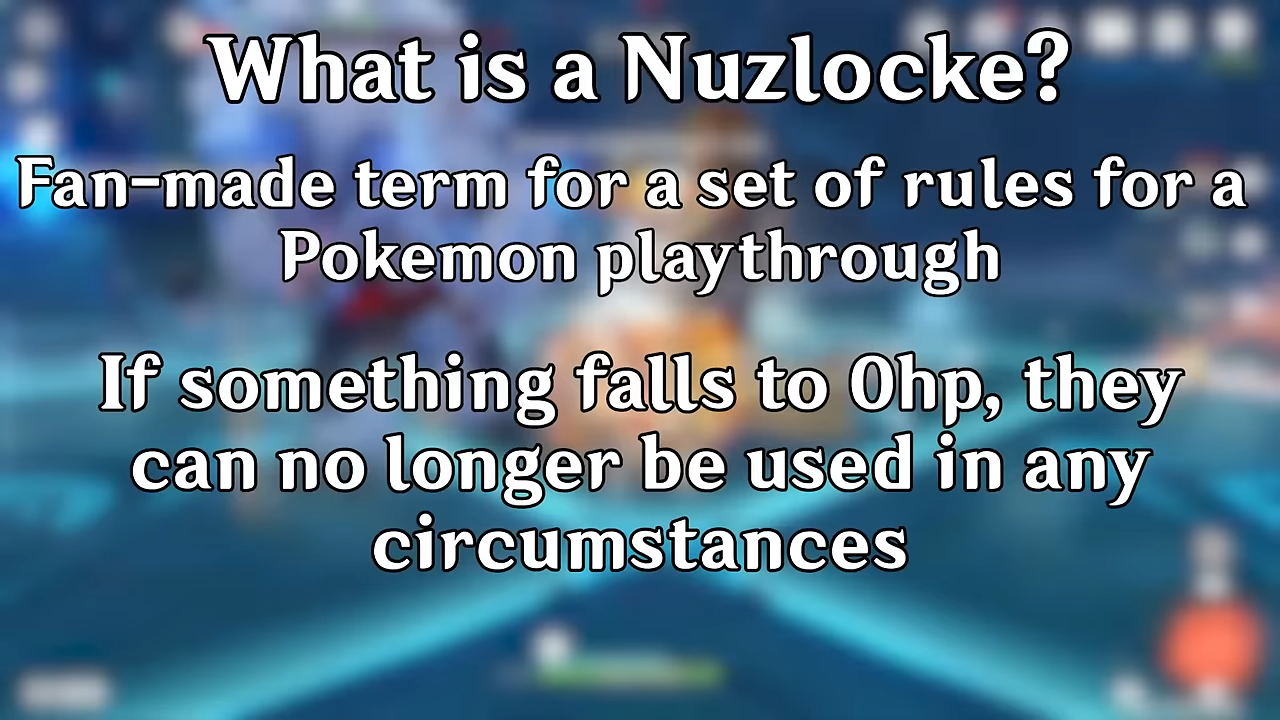 What is a Nuzlocke?
Fan-made term for a set of rules for a
Pokemon playthrough
If something falls to 0hp, they
can no longer be used in any
circumstances